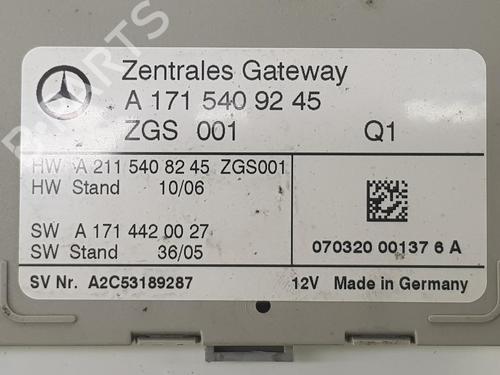 Zentrales Gateway
A 171 540 92 45
ZGS 001 Q1
HW A 211 540 82 45 ZGS001
HW Stand 10/06
SW A 171 442 00 27
SW Stand 36/05
070320 00137 6 A
SV Nr. A2C53189287 12V Made in Germany
B-PARTS